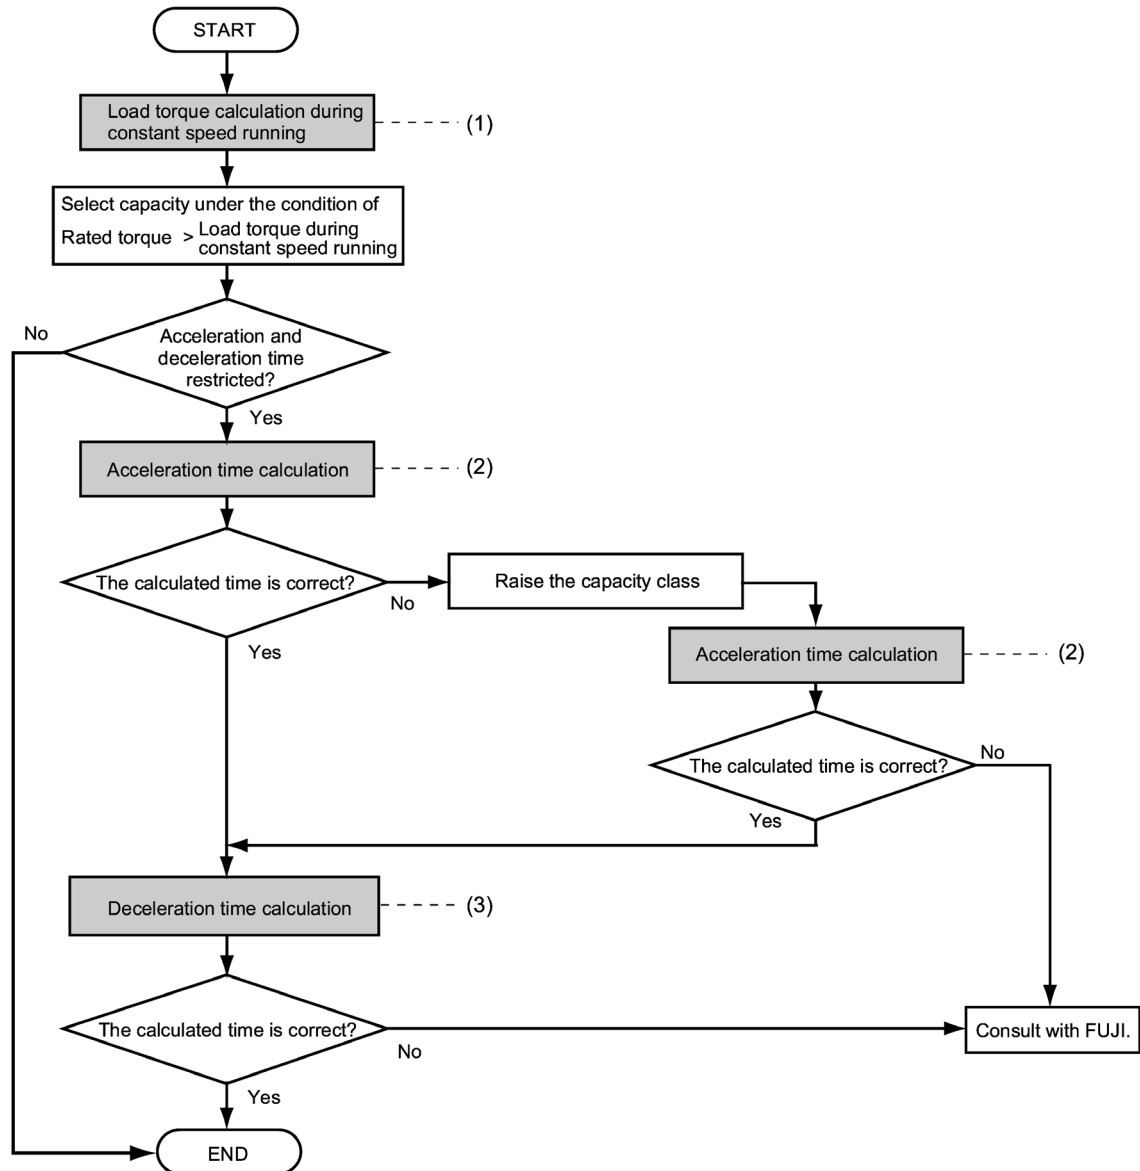 START
Load torque calculation during
constant speed running
(1)
Select capacity under the condition of
Rated torque > Load torque during
constant speed running
No
Acceleration and
deceleration time
restricted?
Yes
Acceleration time calculation
(2)
The calculated time is correct?
No
Raise the capacity class
Yes
Acceleration time calculation
(2)
The calculated time is correct?
No
Yes
Deceleration time calculation
(3)
The calculated time is correct?
No
Consult with FUJI.
Yes
END